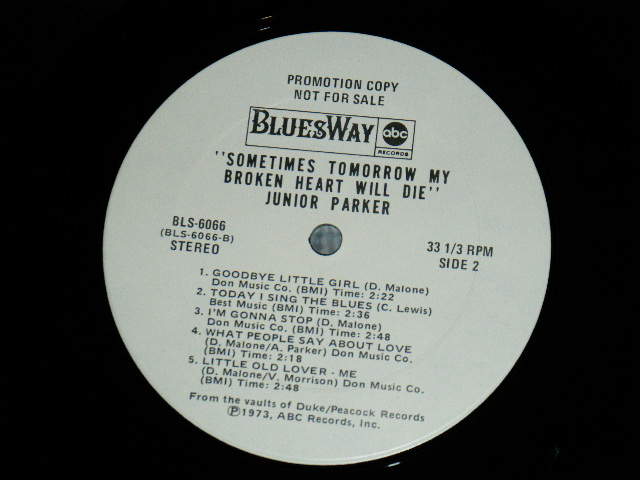 PROMOTION COPY
NOT FOR SALE
BLUESWAY abc
RECORDS
"SOMETIMES TOMORROW MY
BROKEN HEART WILL DIE"
JUNIOR PARKER
BLS-6066
(BLS-6066-B)
STEREO
33 1/3 RPM
SIDE 2
1. GOODBYE LITTLE GIRL (D. Malone)
Don Music Co. (BMI) Time: 2:22
2. TODAY I SING THE BLUES (C. Lewis)
Best Music (BMI) Time: 2:36
3. I'M GONNA STOP (D. Malone)
Don Music Co. (BMI) Time: 2:48
4. WHAT PEOPLE SAY ABOUT LOVE
(D. Malone/A. Parker) Don Music Co.
(BMI) Time: 2:18
5. LITTLE OLD LOVER - ME
(D. Malone/V. Morrison) Don Music Co.
(BMI) Time: 2:48
From the vaults of Duke/Peacock Records
Ⓟ1973, ABC Records, Inc.